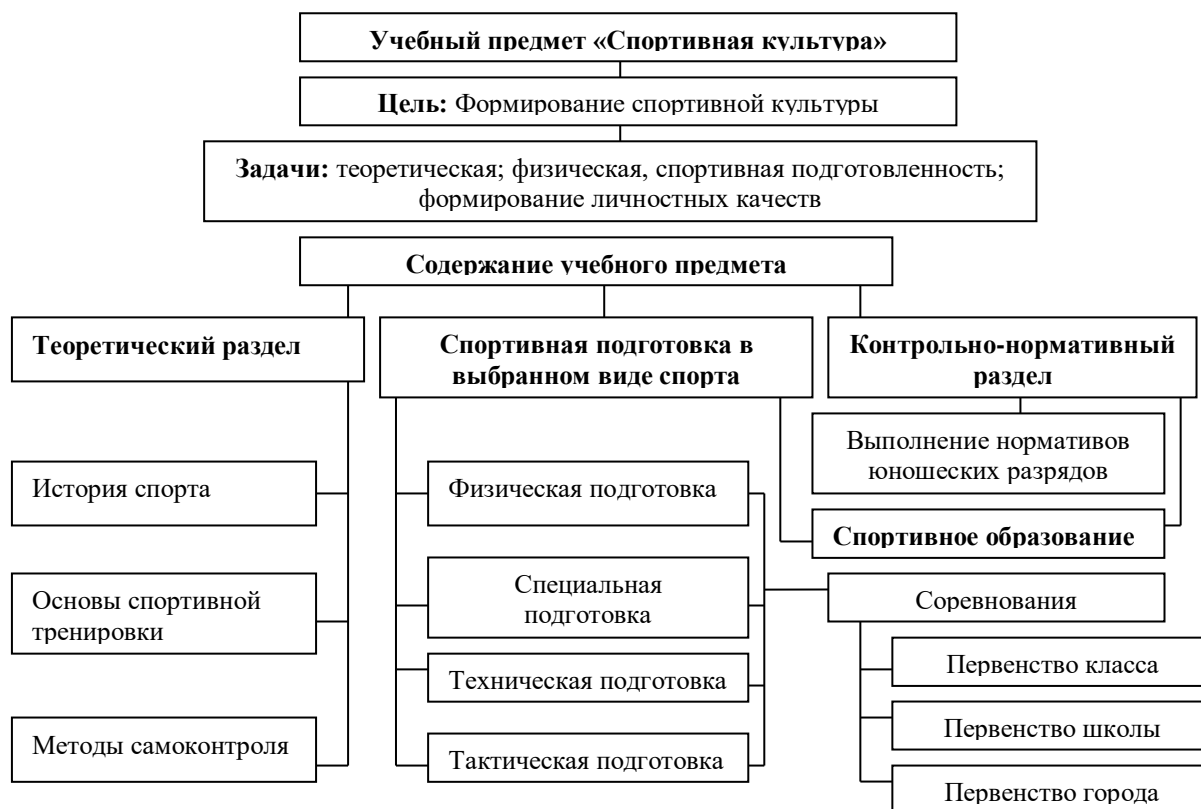 Учебный предмет «Спортивная культура»
Цель: Формирование спортивной культуры
Задачи: теоретическая; физическая, спортивная подготовленность;
формирование личностных качеств
Содержание учебного предмета
Теоретический раздел
Спортивная подготовка в
выбранном виде спорта
Контрольно-нормативный
раздел
История спорта
Основы спортивной
тренировки
Методы самоконтроля
Физическая подготовка
Специальная
подготовка
Техническая подготовка
Тактическая подготовка
Выполнение нормативов
юношеских разрядов
Спортивное образование
Соревнования
Первенство класса
Первенство школы
Первенство города